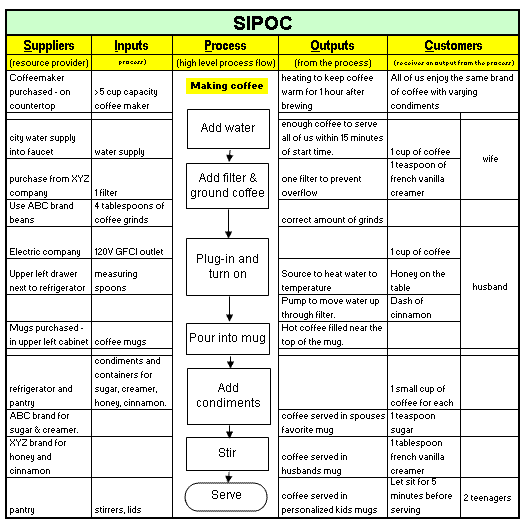 SIPOC
Suppliers Inputs Process Outputs Customers
(resource provider) process) (high level process flow) (from the process) (receives an output from the process)
Coffeemaker
purchased - on
countertop
>5 cup capacity
coffee maker
Making coffee
heating to keep coffee
warm for 1 hour after
brewing
All of us enjoy the same brand
of coffee with varying
condiments
city water supply
into faucet
water supply
Add water
enough coffee to serve
all of us within 15 minutes
of start time.
1 cup of coffee
wife
purchase from XYZ
company
1 filter
Add filter &
ground coffee
one filter to prevent
overflow
1 teaspoon of
french vanilla
creamer
Use ABC brand
beans
4 tablespoons of
coffee grinds
correct amount of grinds
Electric company
120V GFCI outlet
Plug-in and
turn on
1 cup of coffee
husband
Upper left drawer
next to refrigerator
measuring
spoons
Source to heat water to
temperature
Honey on the
table
Pump to move water up
through filter.
Dash of
cinnamon
Mugs purchased -
in upper left cabinet
coffee mugs
Pour into mug
Hot coffee filled near the
top of the mug.
refrigerator and
pantry
condiments and
containers for
sugar, creamer,
honey, cinnamon.
Add
condiments
1 small cup of
coffee for each
ABC brand for
sugar & creamer.
coffee served in spouses
favorite mug
1 teaspoon
sugar
XYZ brand for
honey and
cinnamon
Stir
coffee served in
husbands mug
1 tablespoon
french vanilla
creamer
pantry
stirrers, lids
Serve
coffee served in
personalized kids mugs
Let sit for 5
minutes before
serving
2 teenagers